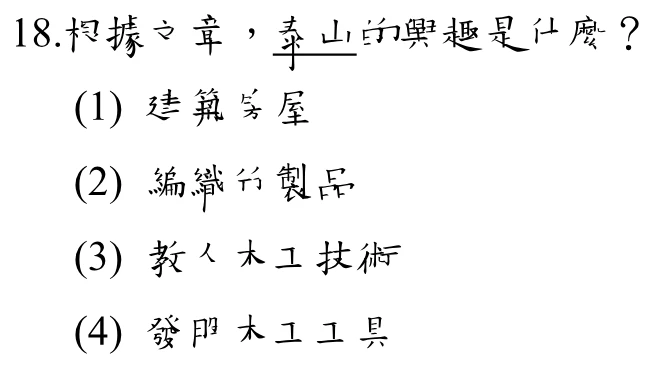 18.根據文章，泰山的興趣是什麼？
(1) 建築房屋
(2) 編織竹製品
(3) 教人木工技術
(4) 發明木工工具